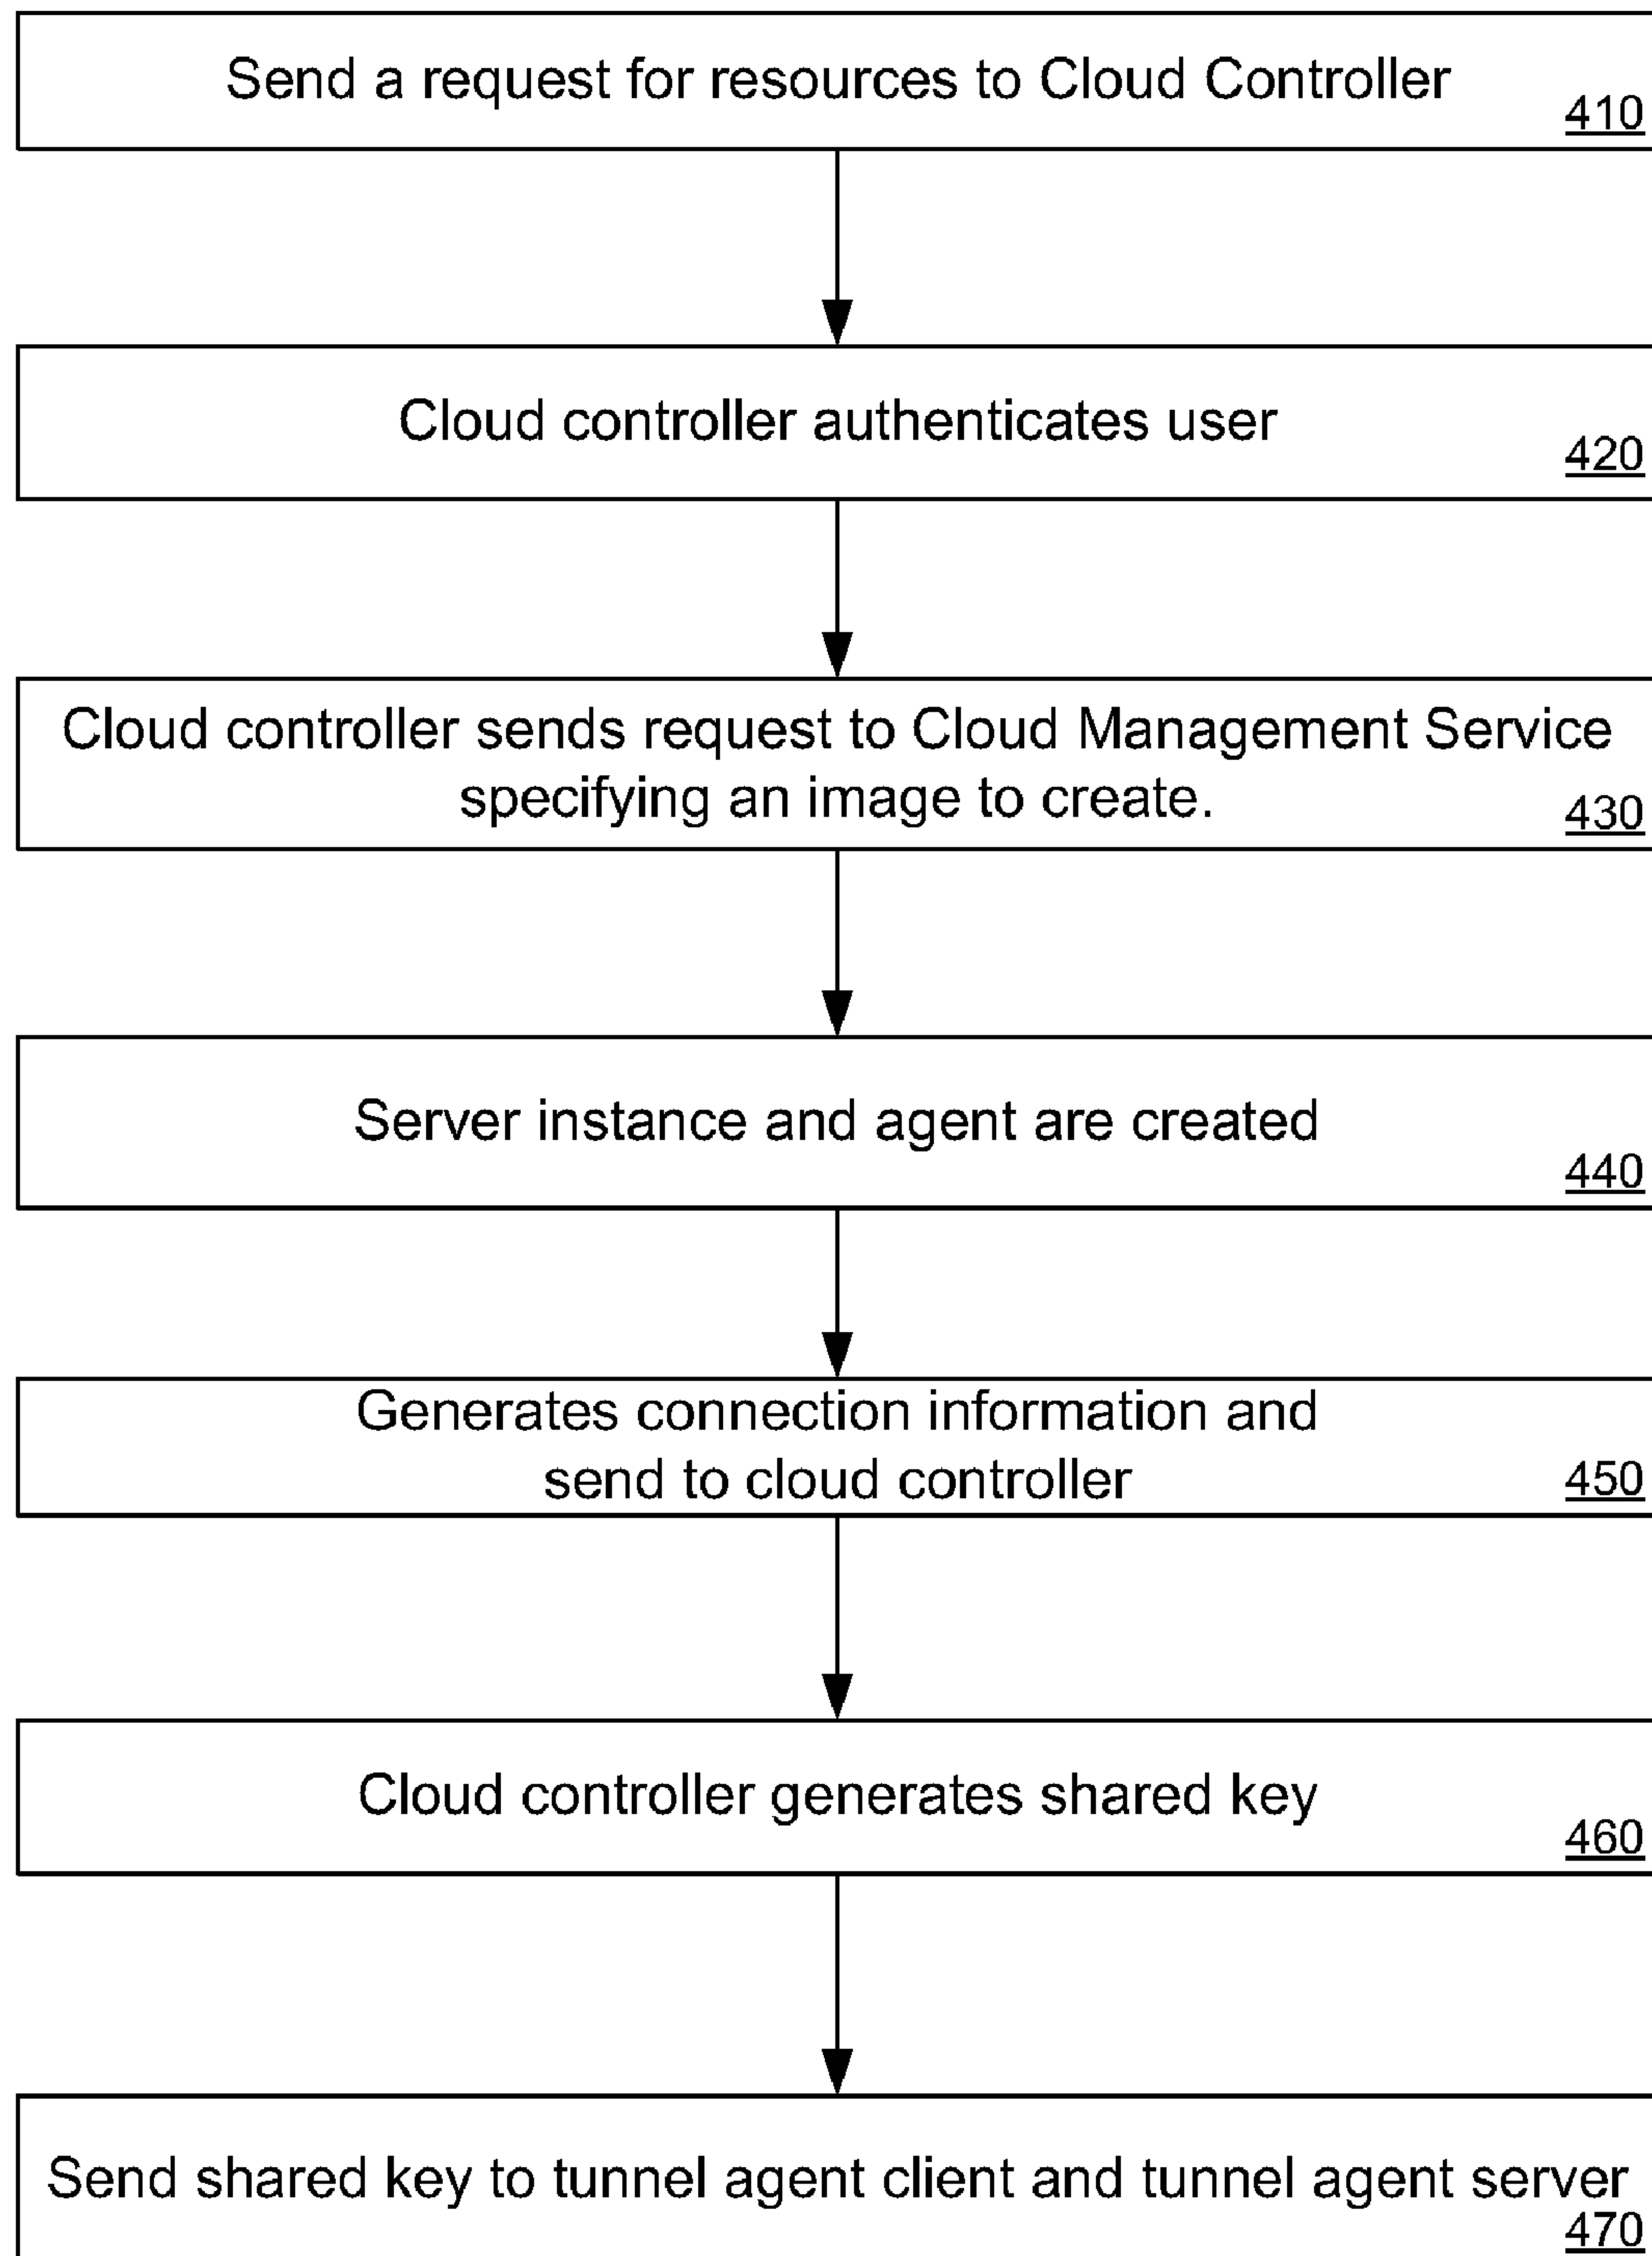 Send a request for resources to Cloud Controller
410
Cloud controller authenticates user
420
Cloud controller sends request to Cloud Management Service
specifying an image to create.
430
Server instance and agent are created
440
Generates connection information and
send to cloud controller
450
Cloud controller generates shared key
460
Send shared key to tunnel agent client and tunnel agent server
470